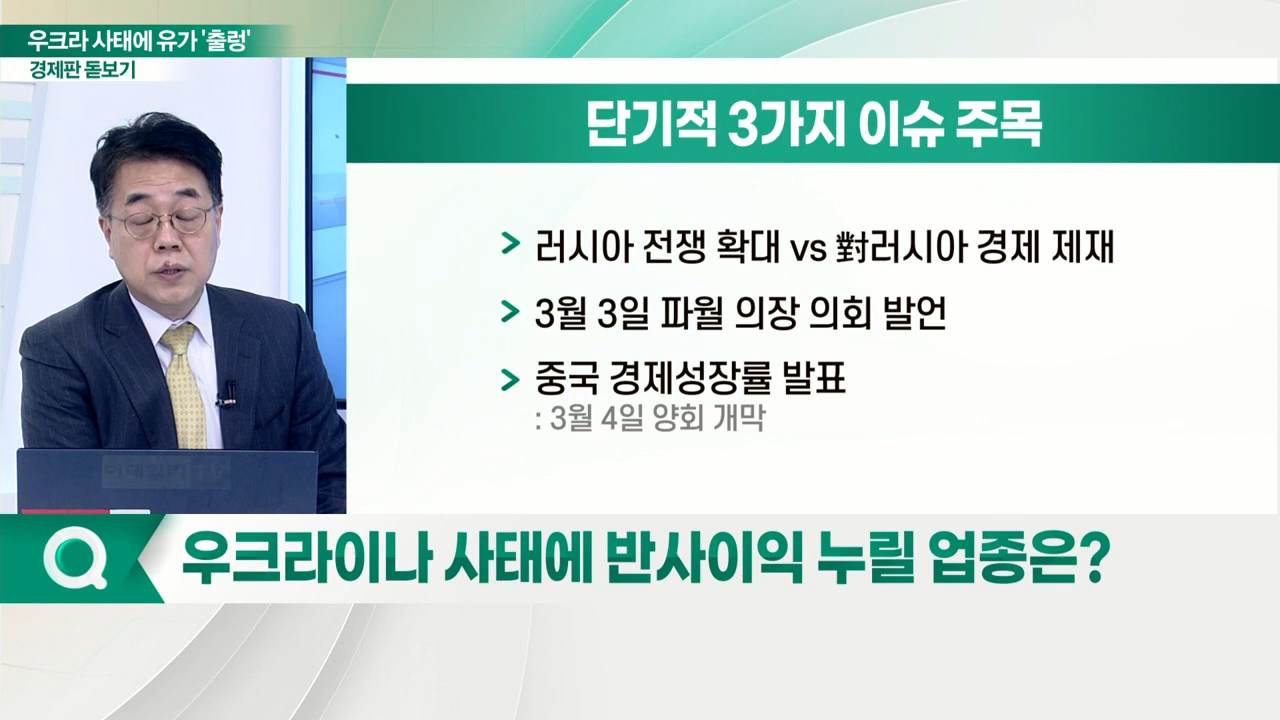 우크라 사태에 유가 '출렁'
경제판 돋보기
단기적 3가지 이슈 주목
> 러시아 전쟁 확대 vs 對러시아 경제 제재
> 3월 3일 파월 의장 의회 발언
> 중국 경제성장률 발표
: 3월 4일 양회 개막
Q 우크라이나 사태에 반사이익 누릴 업종은?